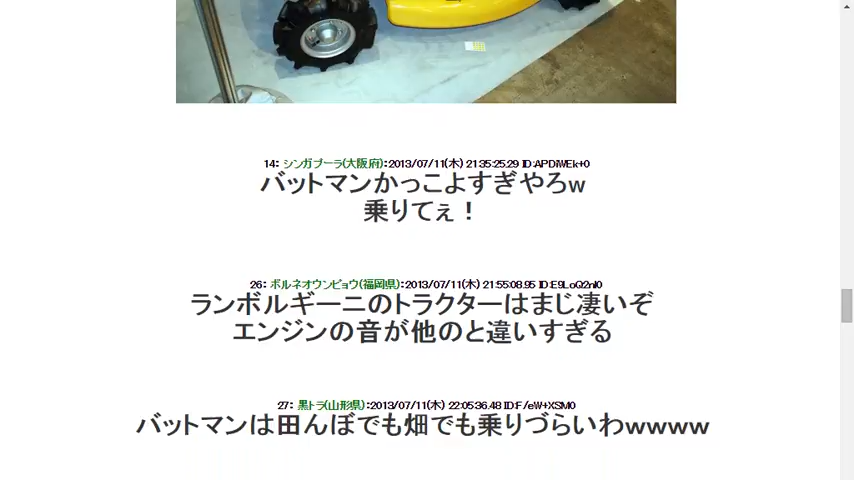 14: シンガプーラ(大阪府):2013/07/11(木) 21:35:25.29 ID:APDiWEk+0
バットマンかっこよすぎやろw
乗りてぇ！
26: ボルネオウンピョウ(福岡県):2013/07/11(木) 21:55:08.95 ID:E9LoQ2nl0
ランボルギーニのトラクターはまじ凄いぞ
エンジンの音が他のと違いすぎる
27: 黒トラ(山形県):2013/07/11(木) 22:05:36.48 ID:F/eW+XSM0
バットマンは田んぼでも畑でも乗りづらいわwwww